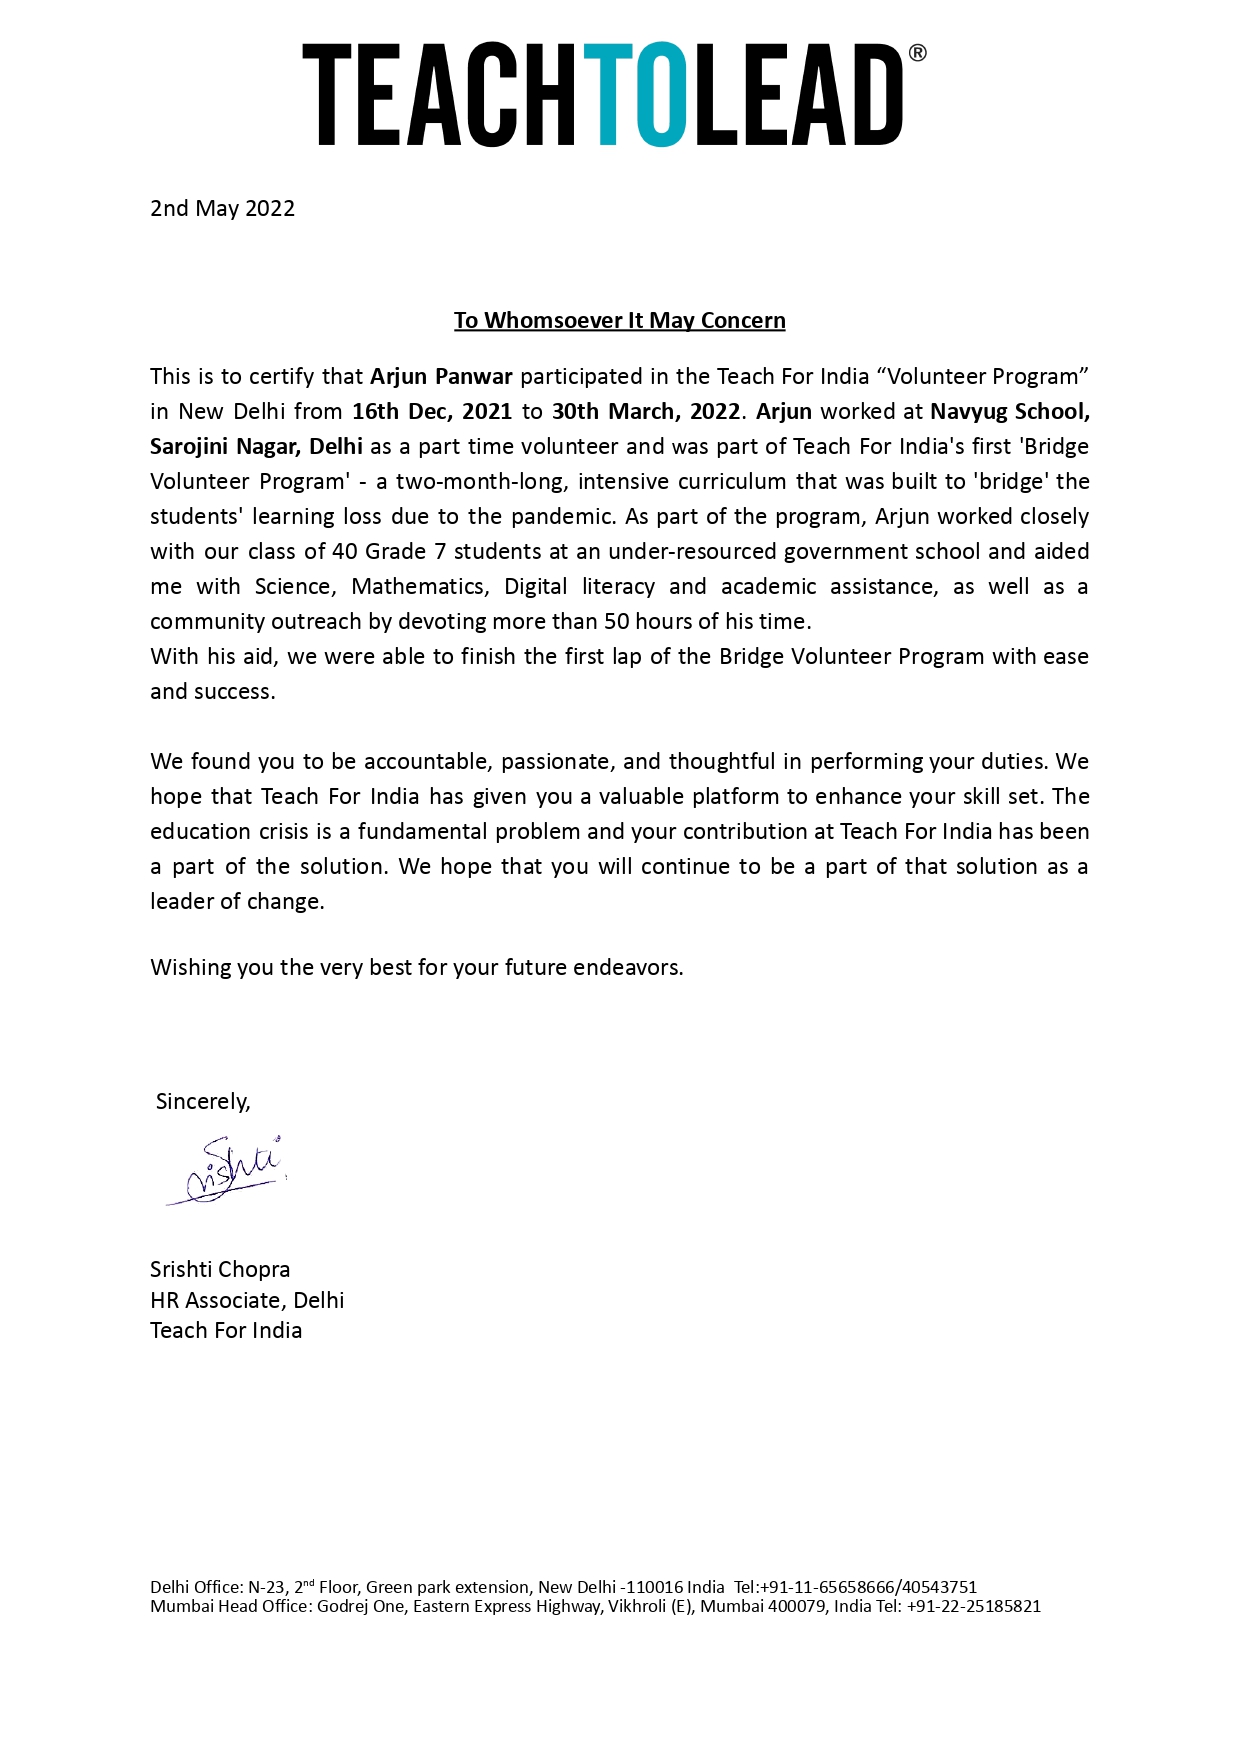 TEACHTOLEAD®
2nd May 2022
To Whomsoever It May Concern
This is to certify that Arjun Panwar participated in the Teach For India “Volunteer Program”
in New Delhi from 16th Dec, 2021 to 30th March, 2022. Arjun worked at Navyug School,
Sarojini Nagar, Delhi as a part time volunteer and was part of Teach For India's first 'Bridge
Volunteer Program' - a two-month-long, intensive curriculum that was built to 'bridge' the
students' learning loss due to the pandemic. As part of the program, Arjun worked closely
with our class of 40 Grade 7 students at an under-resourced government school and aided
me with Science, Mathematics, Digital literacy and academic assistance, as well as a
community outreach by devoting more than 50 hours of his time.
With his aid, we were able to finish the first lap of the Bridge Volunteer Program with ease
and success.
We found you to be accountable, passionate, and thoughtful in performing your duties. We
hope that Teach For India has given you a valuable platform to enhance your skill set. The
education crisis is a fundamental problem and your contribution at Teach For India has been
a part of the solution. We hope that you will continue to be a part of that solution as a
leader of change.
Wishing you the very best for your future endeavors.
Sincerely,
Srishti
Srishti Chopra
HR Associate, Delhi
Teach For India
Delhi Office: N-23, 2nd Floor, Green park extension, New Delhi -110016 India Tel:+91-11-65658666/40543751
Mumbai Head Office: Godrej One, Eastern Express Highway, Vikhroli (E), Mumbai 400079, India Tel: +91-22-25185821